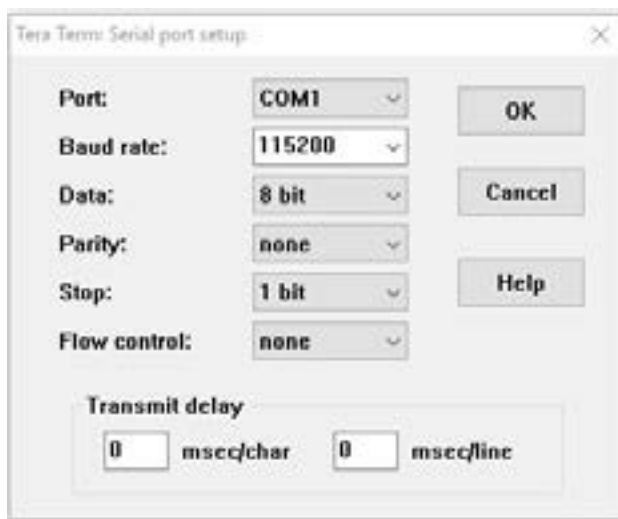 Tera Term: Serial port setup
Port: COM1 OK
Baud rate: 115200
Data: 8 bit Cancel
Parity: none
Stop: 1 bit Help
Flow control: none
Transmit delay
0 msec/char 0 msec/line